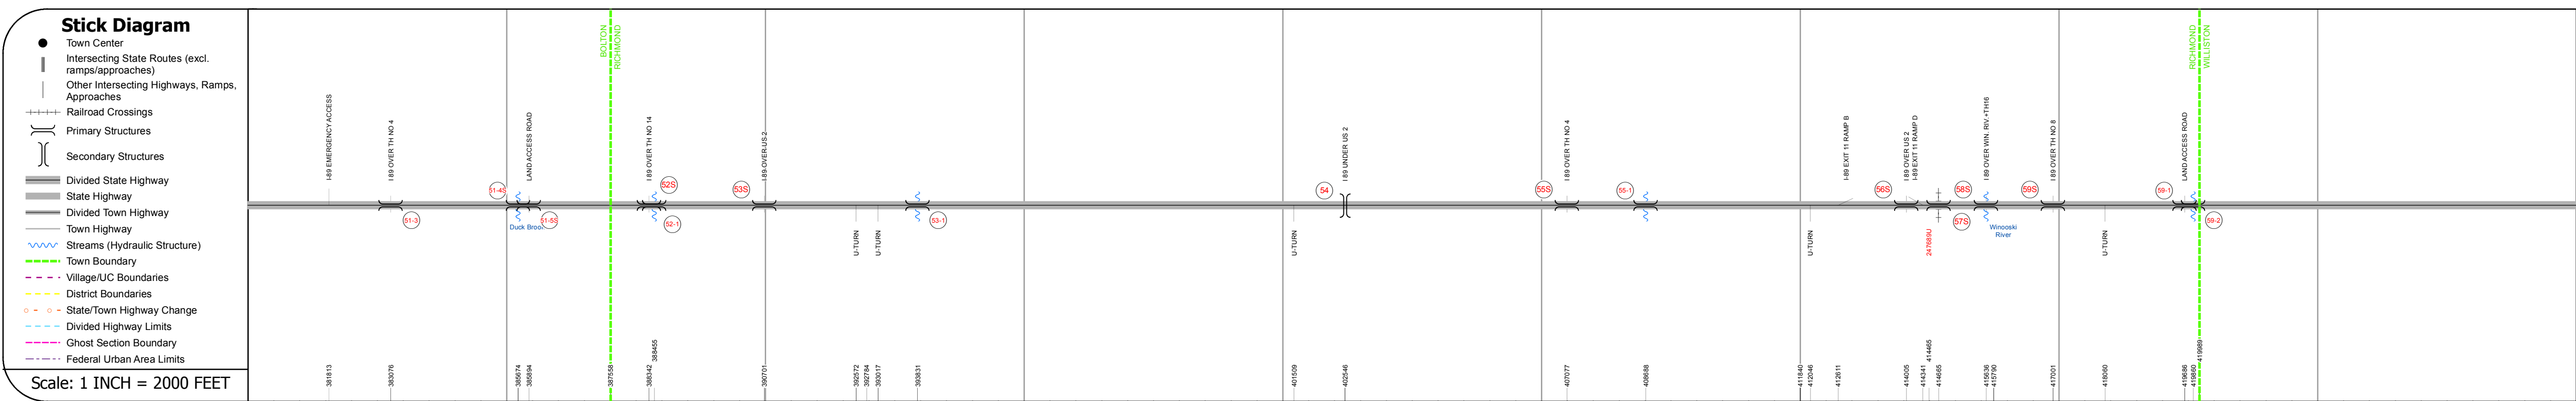 Stick Diagram
Town Center
Intersecting State Routes (excl.
ramps/approaches)
Other Intersecting Highways, Ramps,
Approaches
Railroad Crossings
Primary Structures
Secondary Structures
Divided State Highway
State Highway
Divided Town Highway
Town Highway
Streams (Hydraulic Structure)
Town Boundary
Village/UC Boundaries
District Boundaries
State/Town Highway Change
Divided Highway Limits
Ghost Section Boundary
Federal Urban Area Limits
Scale: 1 INCH = 2000 FEET
BOLTON
RICHMOND
RICHMOND
WILLISTON
I-89 EMERGENCY ACCESS
I 89 OVER TH NO 4
LAND ACCESS ROAD
I 89 OVER TH NO 14
I 89 OVER US 2
I 89 UNDER US 2
I 89 OVER TH NO 4
I-89 EXIT 11 RAMP B
I 89 OVER US 2
I-89 EXIT 11 RAMP D
I 89 OVER WIN. RIV.+TH16
I 89 OVER TH NO 8
LAND ACCESS ROAD
51-4S
52S
53S
54
55S
55-1
56S
58S
59S
59-1
51-3
51-5S
52-1
53-1
57S
59-2
Duck Brook
Winooski
River
U-TURN
U-TURN
U-TURN
U-TURN
247689U
U-TURN
381813
383076
385674
385894
387558
388342
388455
390701
392572
392784
393017
393831
401509
402546
407077
408688
411840
412046
412611
414005
414341
414465
414665
415636
415790
417001
418060
419686
419860
419989